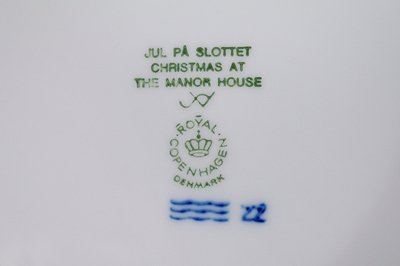 JUL PÅ SLOTTET
CHRISTMAS AT
THE MANOR HOUSE
ROYAL
COPENHAGEN
DENMARK